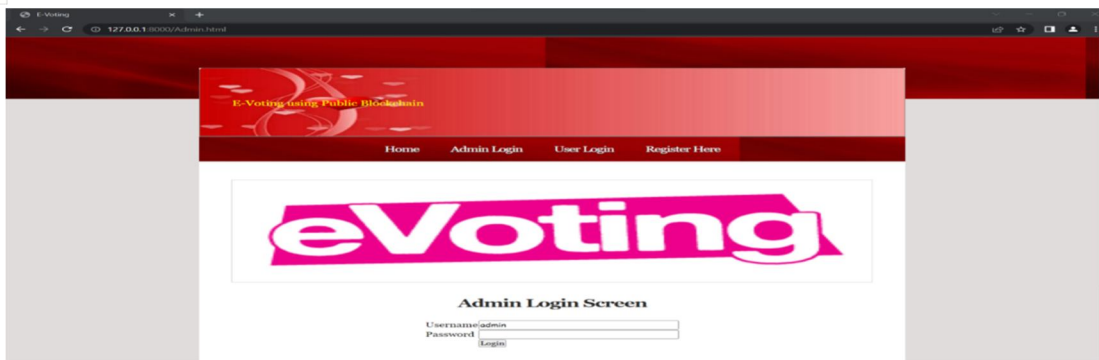 E-Voting
127.0.0.1:8000/Admin.html
E-Voting using Public Blockchain
Home Admin Login User Login Register Here
eVoting
Admin Login Screen
Username admin
Password
Login